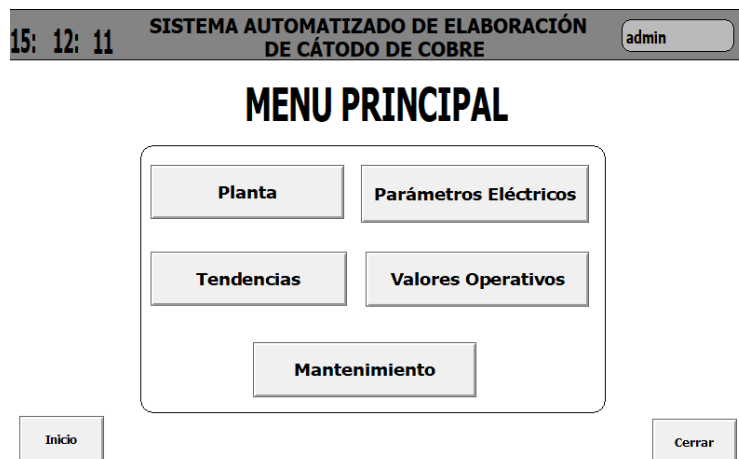 15: 12: 11
SISTEMA AUTOMATIZADO DE ELABORACIÓN
DE CÁTODO DE COBRE
admin
MENU PRINCIPAL
Planta
Parámetros Eléctricos
Tendencias
Valores Operativos
Mantenimiento
Inicio
Cerrar